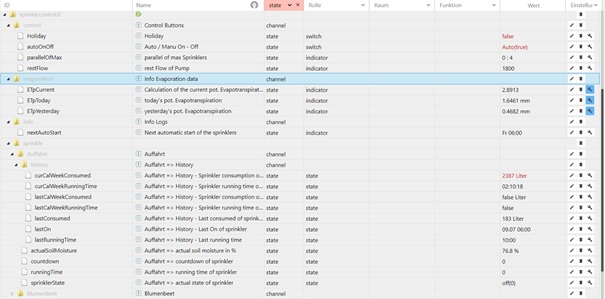 ID Name state Rolle Raum Funktion Wert Einstellu
sprinklecontrol.0
control Control Buttons channel
Holiday Holiday state switch false
autoOnOff Auto / Manu On - Off state switch Auto(true)
parallelOfMax parallel of max Sprinklers state indicator 0 : 4
restFlow rest Flow of Pump state indicator 1800
evaporation Info Evaporation data channel
ETpCurrent Calculation of the current pot. Evapotranspirat... state indicator 2.8913
ETpToday today's pot. Evapotranspiration state indicator 1.6461 mm
ETpYesterday yesterday's pot. Evapotranspiration state indicator 0.4682 mm
info Info Logs channel
nextAutoStart Next automatic start of the sprinklers state indicator Fr 06:00
sprinkle
Auffahrt Auffahrt channel
history Auffahrt => History channel
curCalWeekConsumed Auffahrt => History - Sprinkler consumption o... state state 2387 Liter
curCalWeekRunningTime Auffahrt => History - Sprinkler running time o... state state 02:10:18
lastCalWeekConsumed Auffahrt => History - Sprinkler consumption o... state state false Liter
lastCalWeekRunningTime Auffahrt => History - Sprinkler running time o... state state false
lastConsumed Auffahrt => History - Last consumed of sprink... state state 183 Liter
lastOn Auffahrt => History - Last On of sprinkler state state 09.07 06:00
lastRunningTime Auffahrt => History - Last running time state state 10:00
actualSoilMoisture Auffahrt => actual soil moisture in % state state 76.8 %
countdown Auffahrt => countdown of sprinkler state state 0
runningTime Auffahrt => running time of sprinkler state state 0
sprinklerState Auffahrt => actual state of sprinkler state state off(0)
Blumenbeet Blumenbeet channel